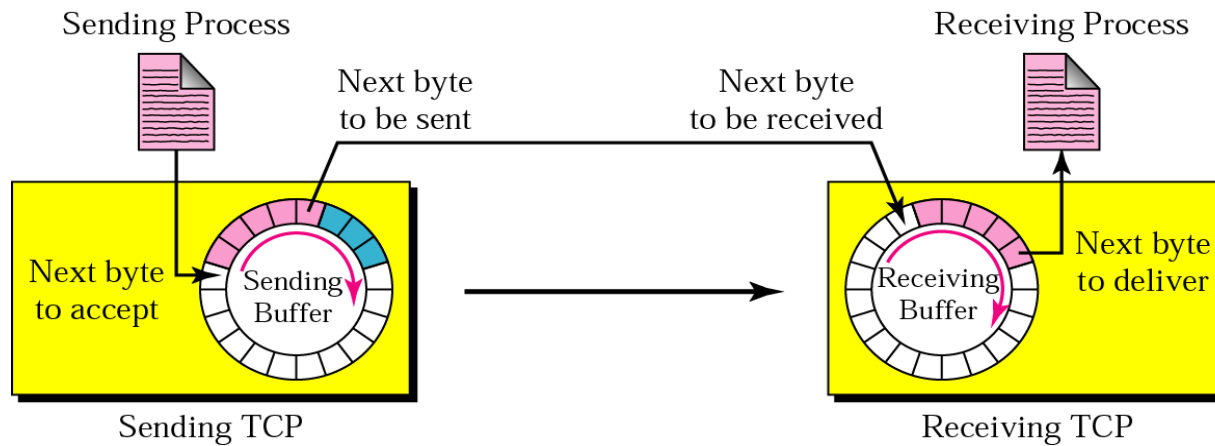 Sending Process
Receiving Process
Next byte
to be sent
Next byte
to be received
Next byte
to accept
Sending
Buffer
Receiving
Buffer
Next byte
to deliver
Sending TCP
Receiving TCP